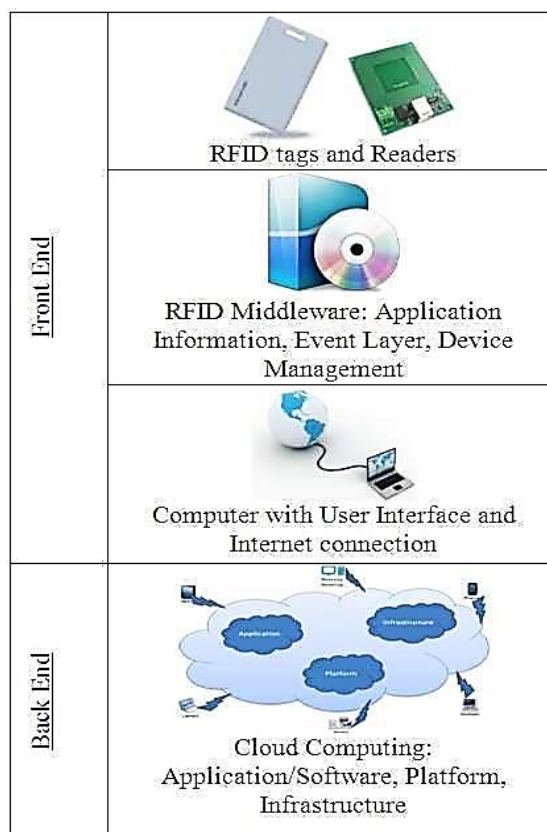 RFID tags and Readers
Front End
RFID Middleware: Application
Information, Event Layer, Device
Management
Computer with User Interface and
Internet connection
Back End
Application
Infrastructure
Platform
Cloud Computing:
Application/Software, Platform,
Infrastructure